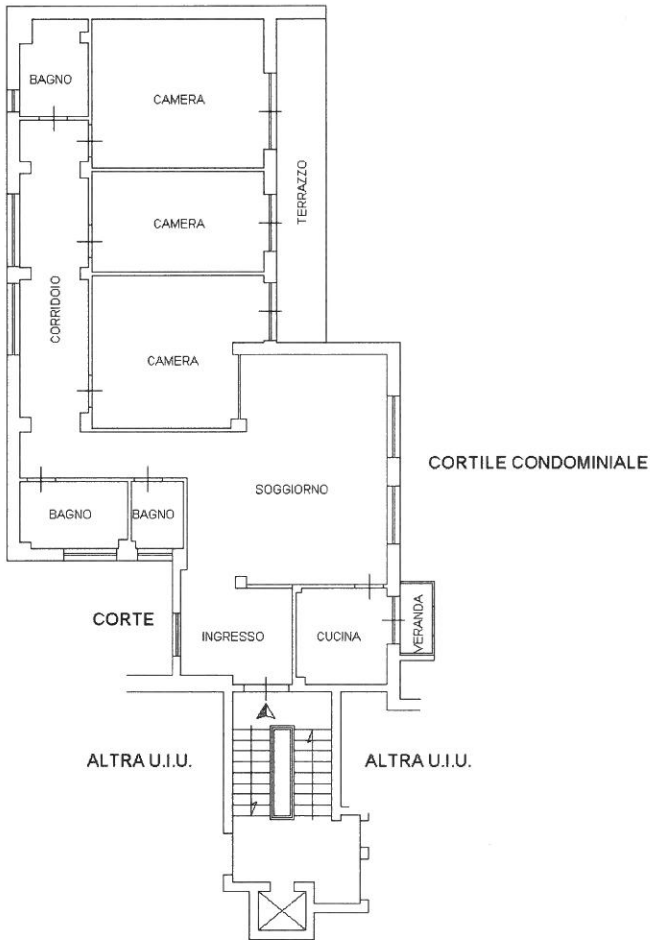 BAGNO
CAMERA
TERRAZZO
CAMERA
CORRIDOIO
CAMERA
CORTILE CONDOMINIALE
SOGGIORNO
BAGNO
BAGNO
CORTE
INGRESSO
CUCINA
VERANDA
ALTRA U.I.U.
ALTRA U.I.U.